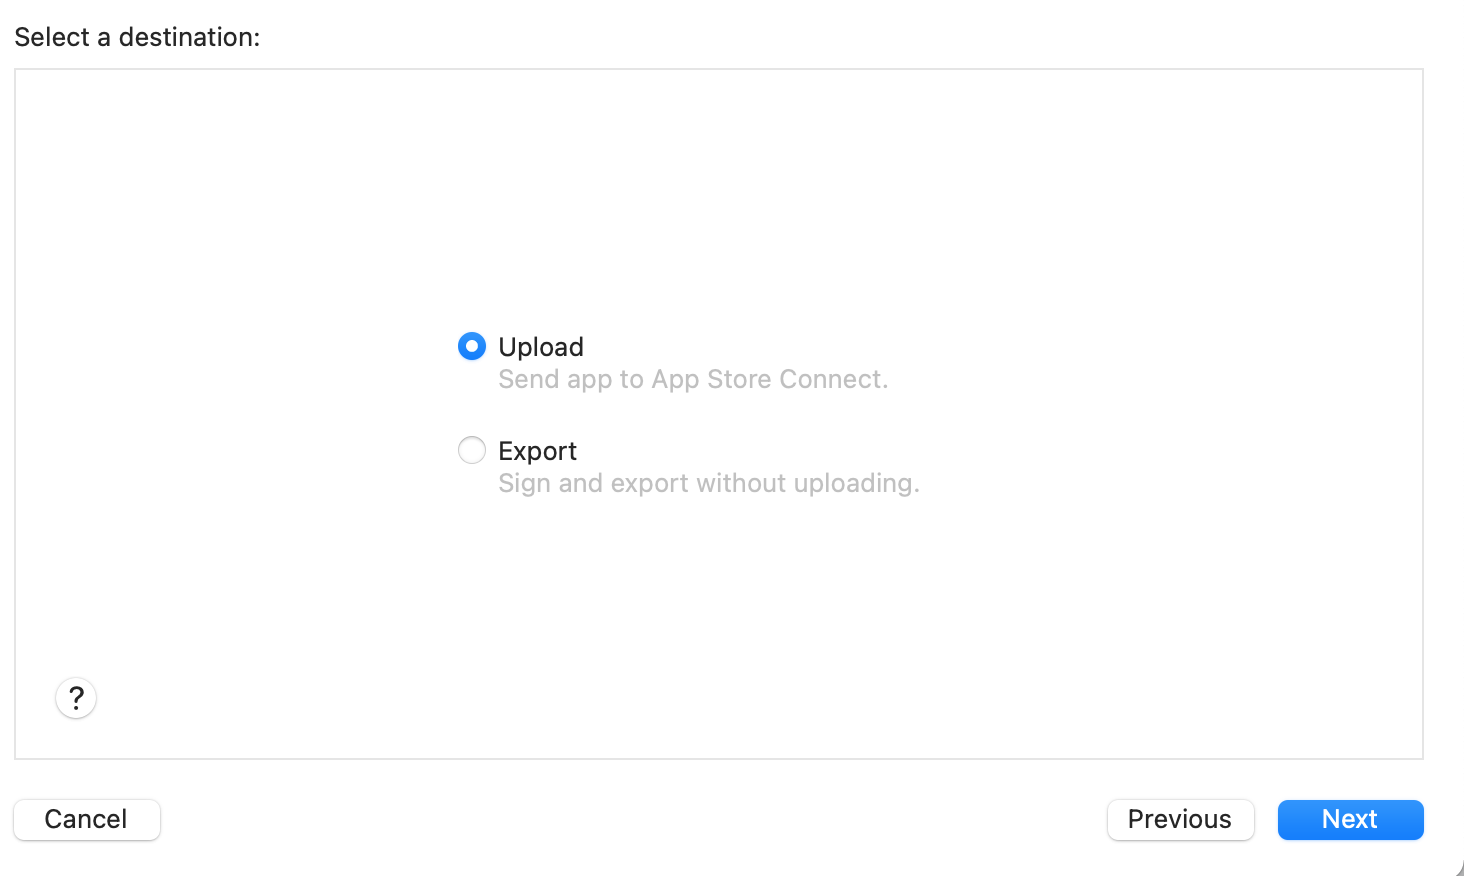 Select a destination:
Upload
Send app to App Store Connect.
Export
Sign and export without uploading.
?
Cancel
Previous
Next